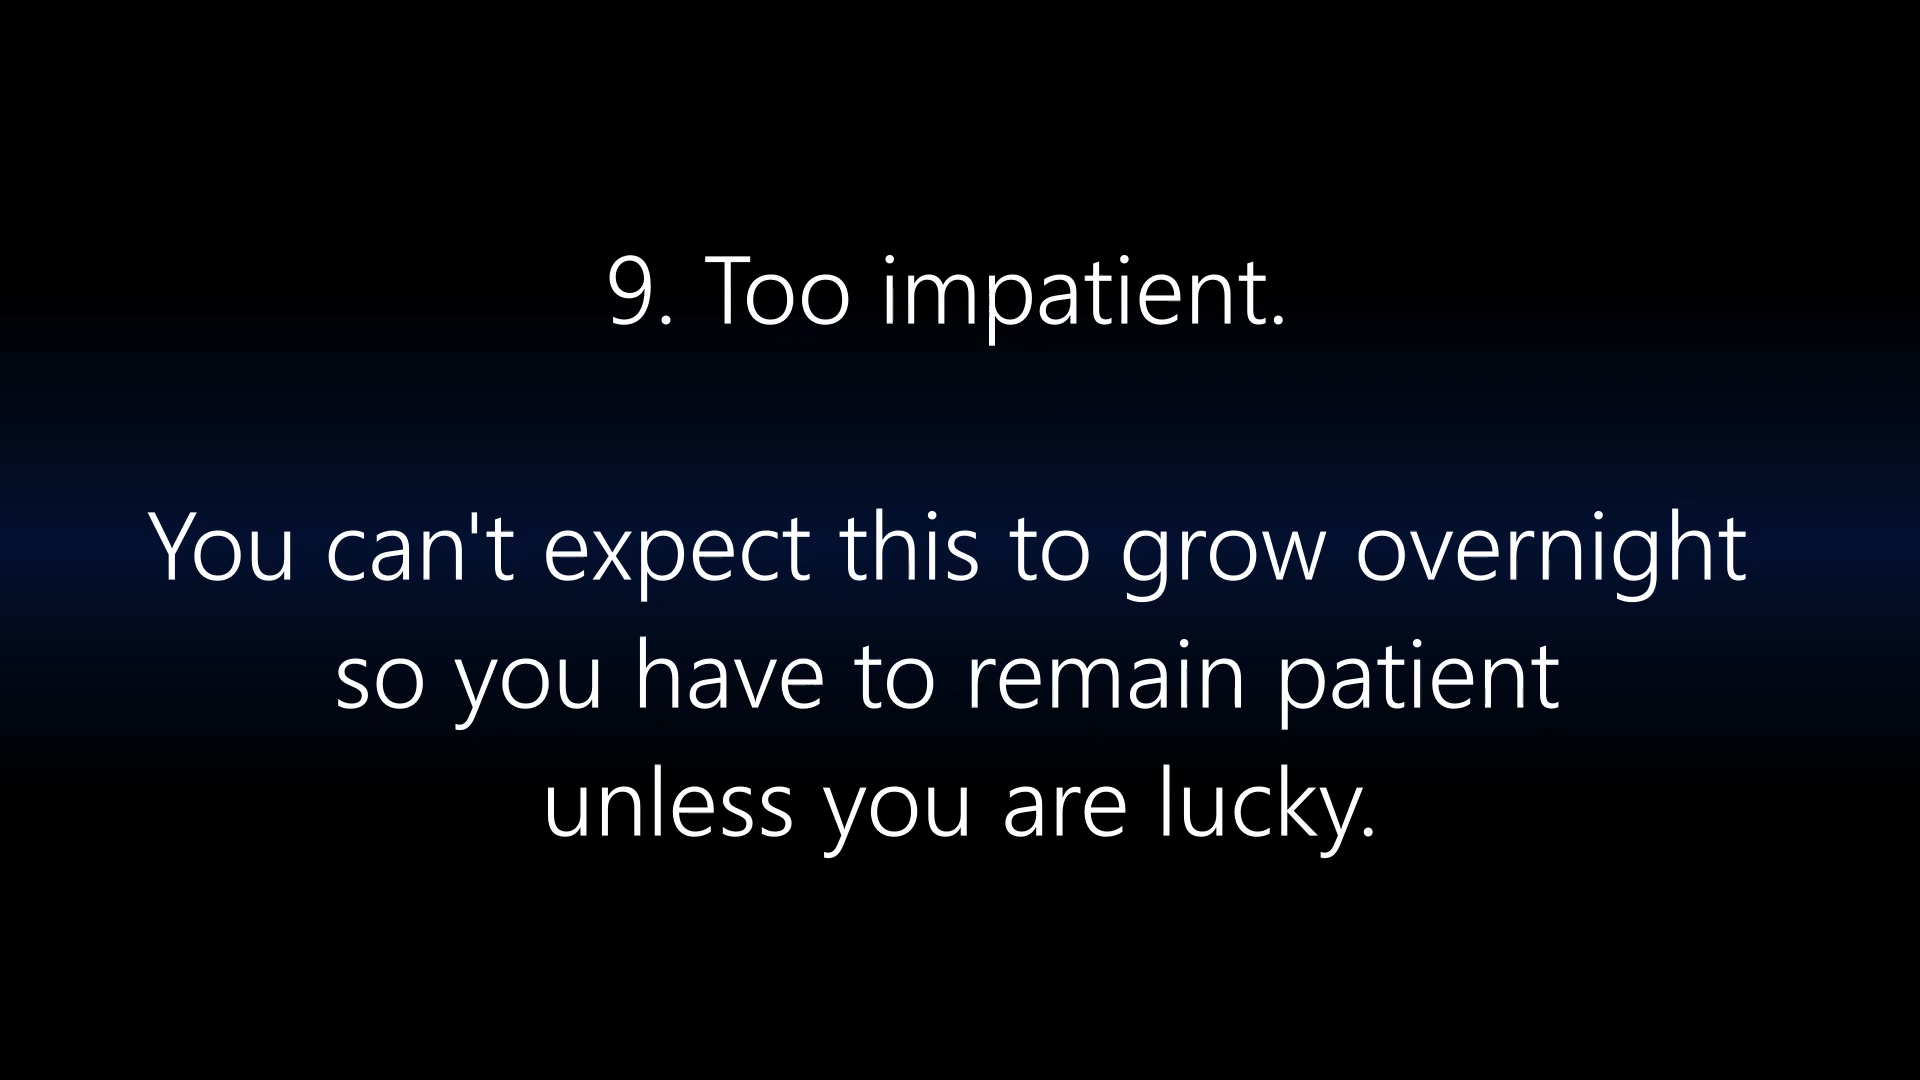 9. Too impatient.
You can't expect this to grow overnight
so you have to remain patient
unless you are lucky.